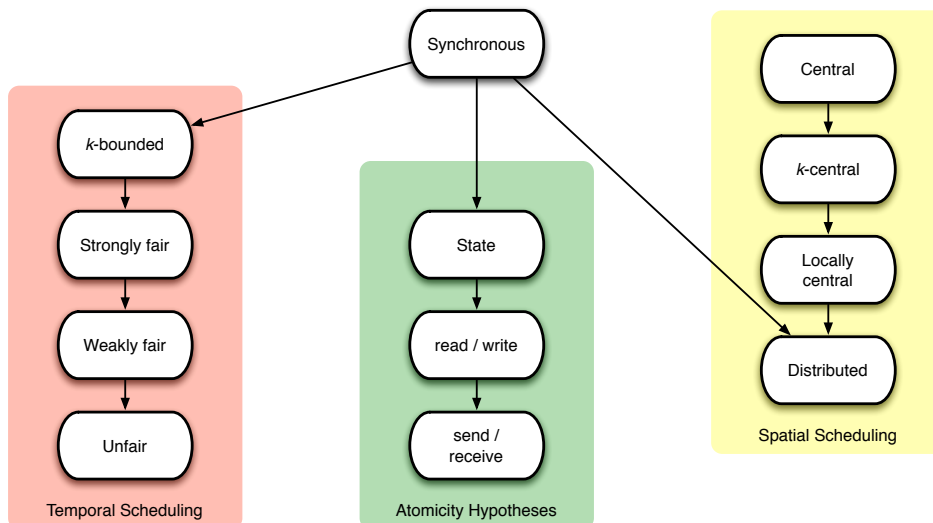 Synchronous
k-bounded
Strongly fair
Weakly fair
Unfair
Temporal Scheduling
State
read / write
send /
receive
Atomicity Hypotheses
Central
k-central
Locally
central
Distributed
Spatial Scheduling